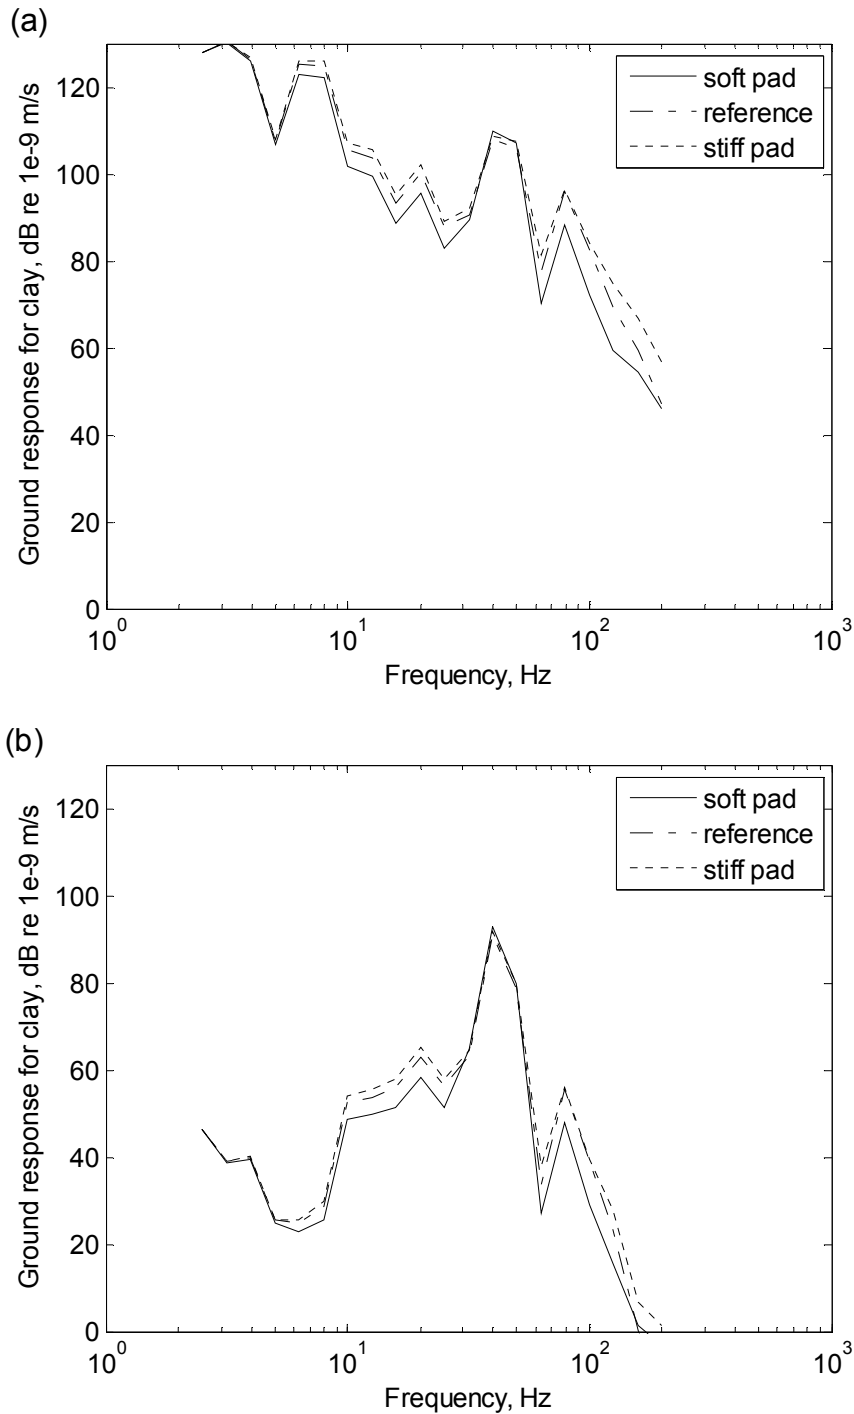 (a)
Ground response for clay, dB re 1e-9 m/s
120
100
80
60
40
20
0
soft pad
reference
stiff pad
10^0
10^1
10^2
10^3
Frequency, Hz
(b)
Ground response for clay, dB re 1e-9 m/s
120
100
80
60
40
20
0
soft pad
reference
stiff pad
10^0
10^1
10^2
10^3
Frequency, Hz